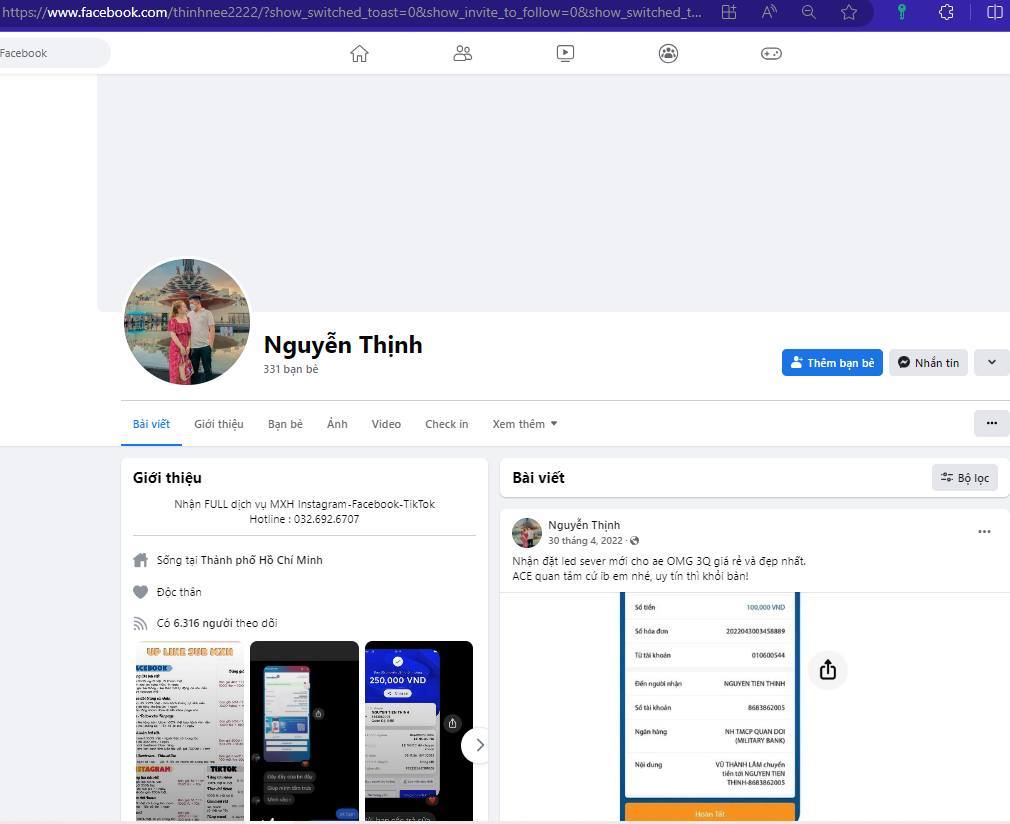 https://www.facebook.com/thinhnee2222/?show_switched_toast=0&show_invite_to_follow=0&show_switched_t...
Facebook
Nguyễn Thịnh
331 bạn bè
Thêm bạn bè
Nhắn tin
Bài viết
Giới thiệu
Bạn bè
Ảnh
Video
Check in
Xem thêm
Giới thiệu
Nhận FULL dịch vụ MXH Instagram-Facebook-TikTok
Hotline : 032.692.6707
Sống tại Thành phố Hồ Chí Minh
Độc thân
Có 6.316 người theo dõi
UP LIKE SUB MXH
FACEBOOK
INSTAGRAM
TIKTOK
250,000 VND
NGUYEN TIEN THINH
Bài viết
Bộ lọc
Nguyễn Thịnh
30 tháng 4, 2022
Nhận đặt led sever mới cho ae OMG 3Q giá rẻ và đẹp nhất.
ACE quan tâm cứ ib em nhé, uy tín thì khỏi bàn!
Số tiền 100,000 VND
Số hóa đơn 2022043003458889
Từ tài khoản 010600544
Đến người nhận NGUYEN TIEN THINH
Số tài khoản 8683862005
Ngân hàng NH TMCP QUAN DOI
(MILITARY BANK)
Nội dung VŨ THÀNH LÂM chuyển
tiền tới NGUYEN TIEN
THINH-8683862005
Hoàn Tất